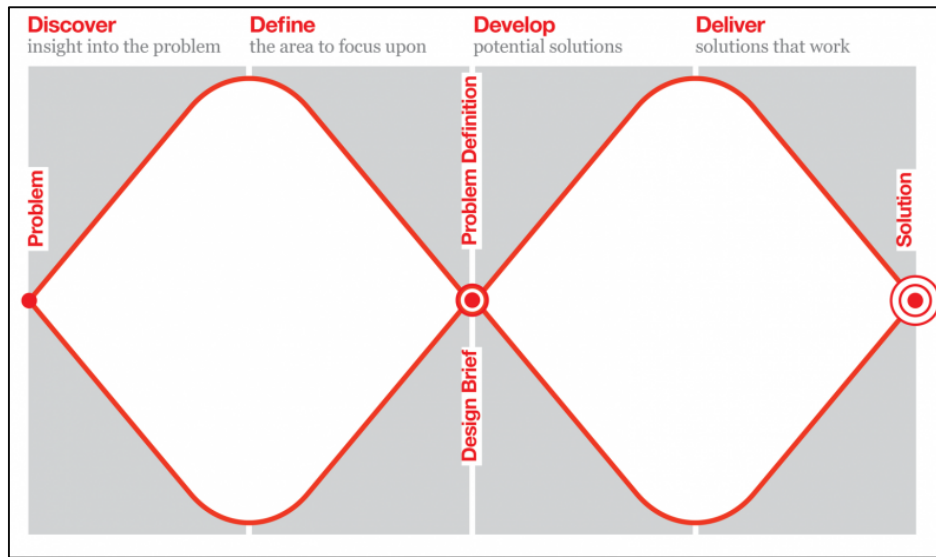 Discover
insight into the problem
Define
the area to focus upon
Develop
potential solutions
Deliver
solutions that work
Problem
Problem Definition
Design Brief
Solution